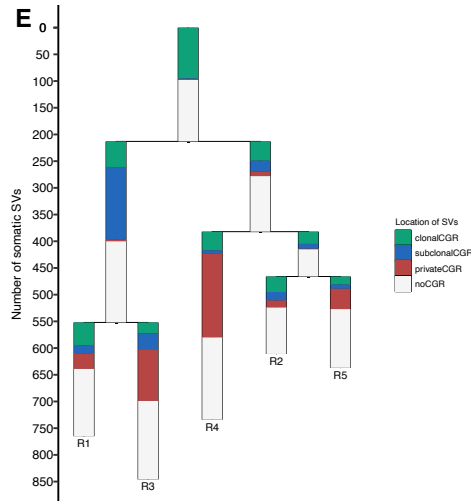 E
0
50
100
150
200
250
300
350
400
450
500
550
600
650
700
750
800
850
Number of somatic SVs
Location of SVs
clonalCGR
subclonalCGR
privateCGR
noCGR
R1
R3
R4
R2
R5